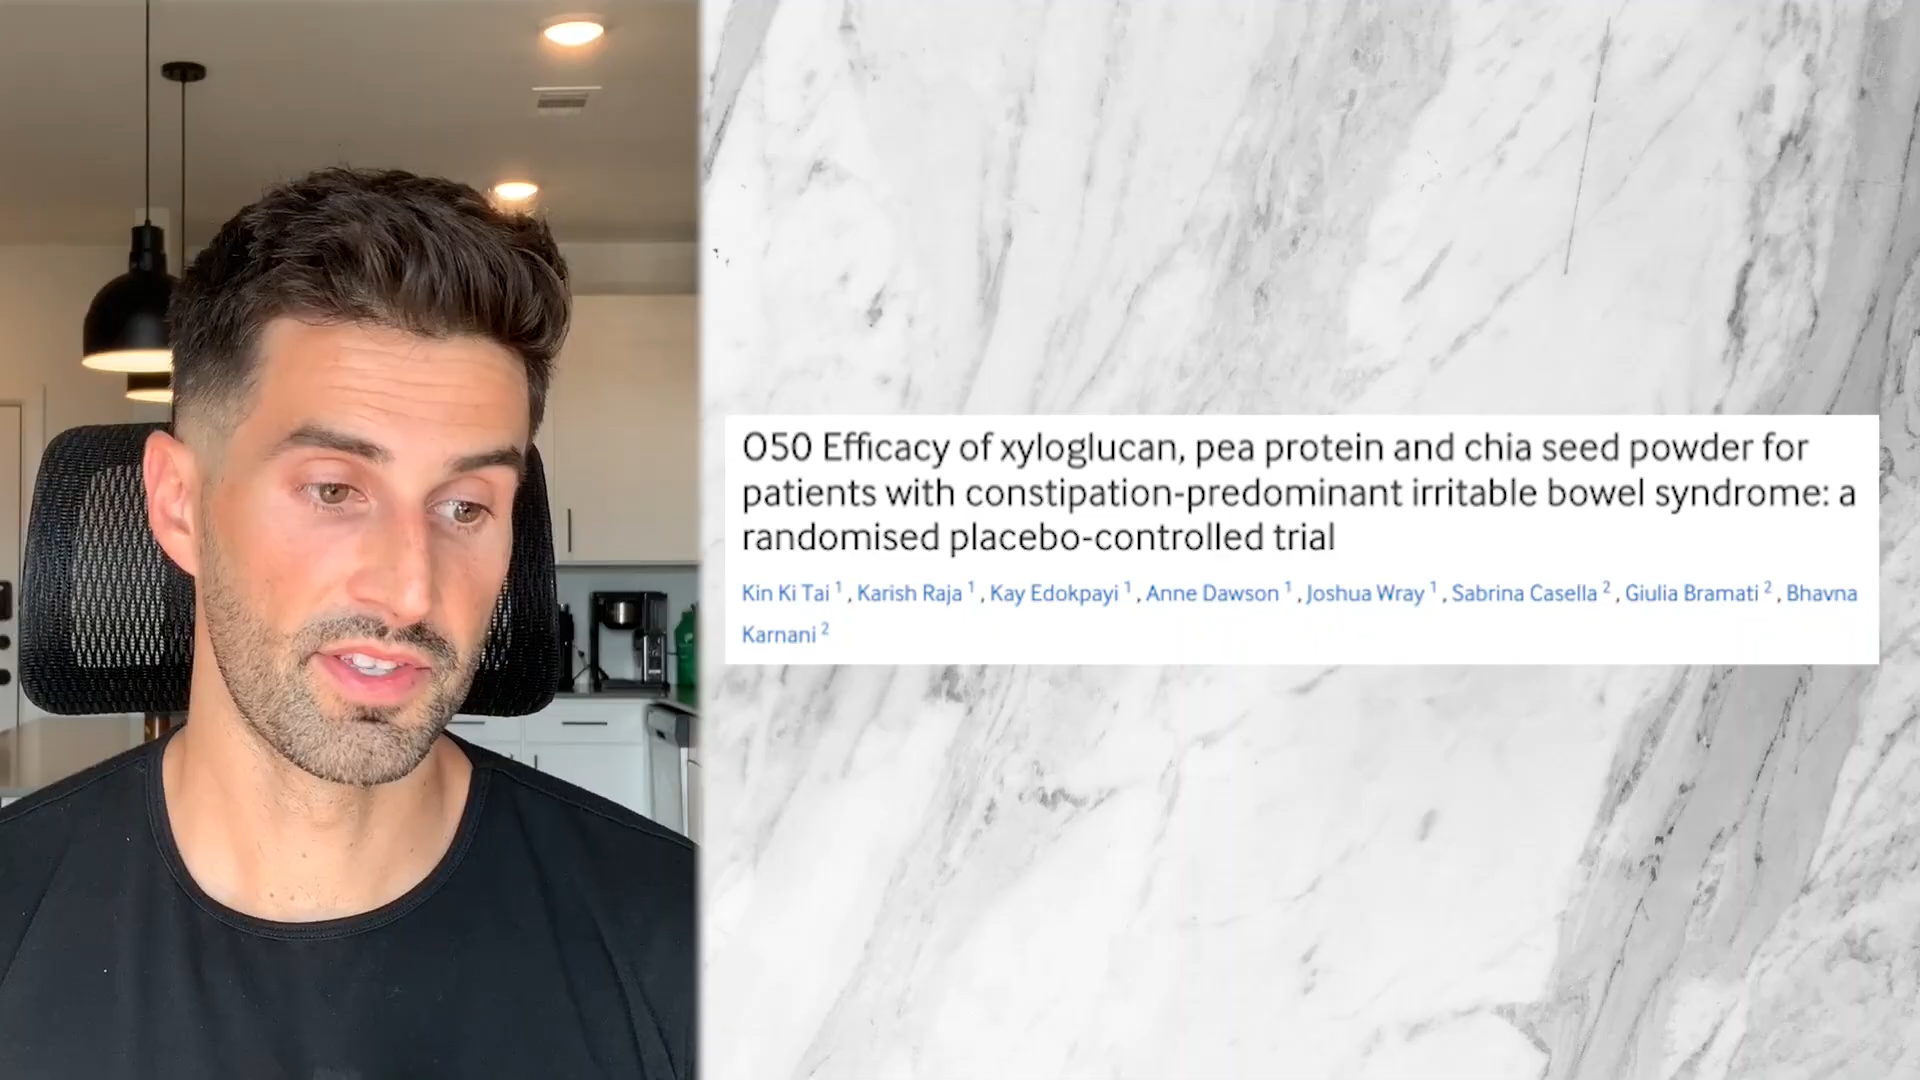 O50 Efficacy of xyloglucan, pea protein and chia seed powder for
patients with constipation-predominant irritable bowel syndrome: a
randomised placebo-controlled trial
Kin Ki Tai 1, Karish Raja 1, Kay Edokpayi 1, Anne Dawson 1, Joshua Wray 1, Sabrina Casella 2, Giulia Bramati 2, Bhavna
Karnani 2